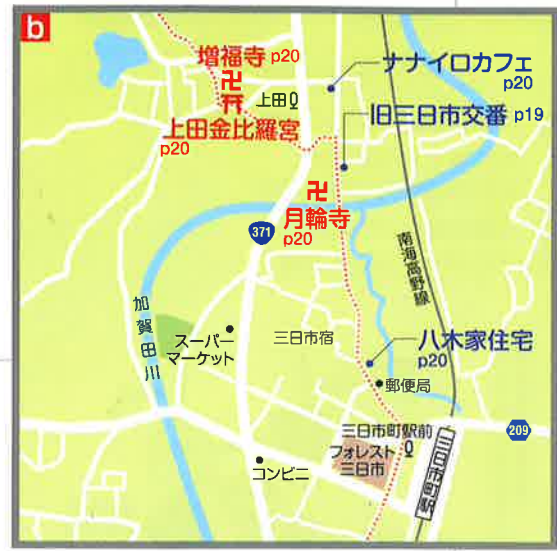 b
増福寺 p20
ナナイロカフェ
p20
上田
上田金比羅宮
p20
旧三日市交番 p19
月輪寺
p20
371
南海高野線
加賀田川
スーパー
マーケット
三日市宿
八木家住宅
p20
郵便局
三日市町駅前
フォレスト
三日市
209
コンビニ
三日市町駅